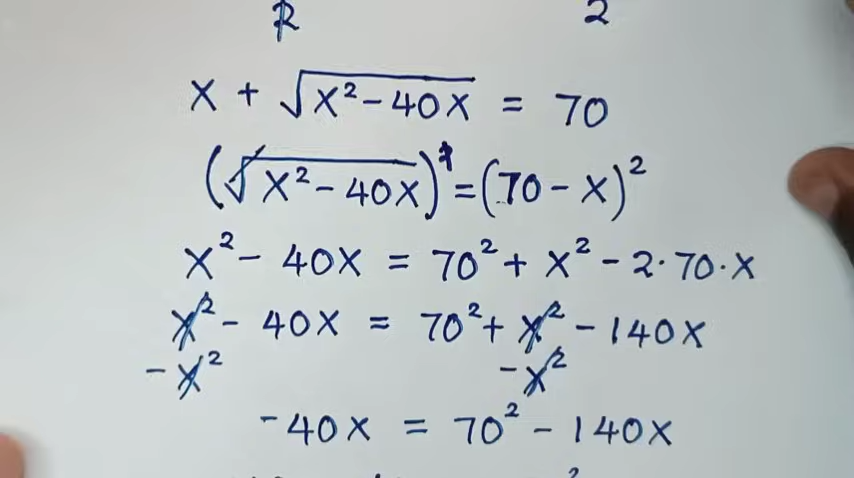 2 2
x + √(x² - 40x) = 70
(√(x² - 40x))² = (70 - x)²
x² - 40x = 70² + x² - 2·70·x
x² - 40x = 70² + x² - 140x
-x² -x²
-40x = 70² - 140x